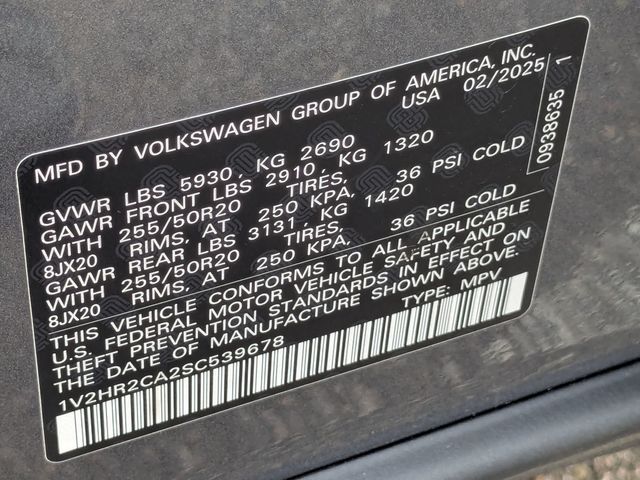 MFD BY VOLKSWAGEN GROUP OF AMERICA, INC.
USA 02/2025
GVWR LBS 5930, KG 2690
GAWR FRONT LBS 2910, KG 1320
WITH 255/50R20 TIRES,
8JX20 RIMS, AT 250 KPA, 36 PSI COLD
GAWR REAR LBS 3131, KG 1420
WITH 255/50R20 TIRES,
8JX20 RIMS, AT 250 KPA, 36 PSI COLD
THIS VEHICLE CONFORMS TO ALL APPLICABLE
U.S. FEDERAL MOTOR VEHICLE SAFETY AND
THEFT PREVENTION STANDARDS IN EFFECT ON
THE DATE OF MANUFACTURE SHOWN ABOVE.
1V2HR2CA2SC539678 TYPE: MPV
0938635 1